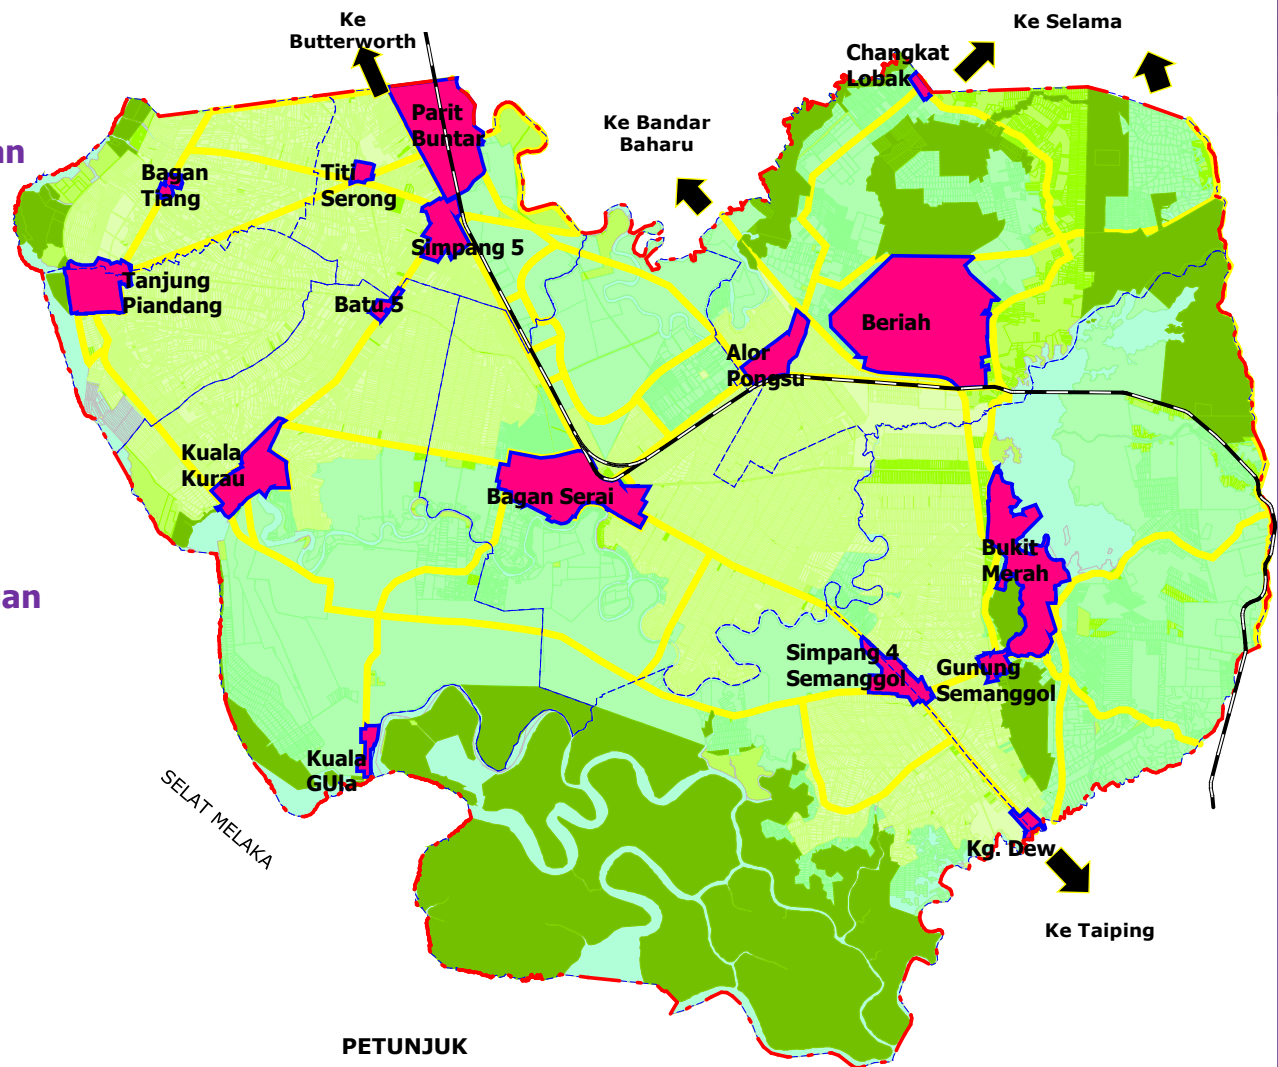 Ke
Butterworth
Ke Selama
Changkat
Lobak
Parit
Buntar
Ke Bandar
Baharu
an
Bagan
Tiang
Titi
Serong
Simpang 5
Tanjung
Piandang
Batu 5
Beriah
Alor
Pongsu
Kuala
Kurau
Bagan Serai
Bukit
Merah
an
Simpang 4
Semanggol
Gunung
Semanggol
Kuala
GUla
SELAT MELAKA
Kg. Dew
Ke Taiping
PETUNJUK